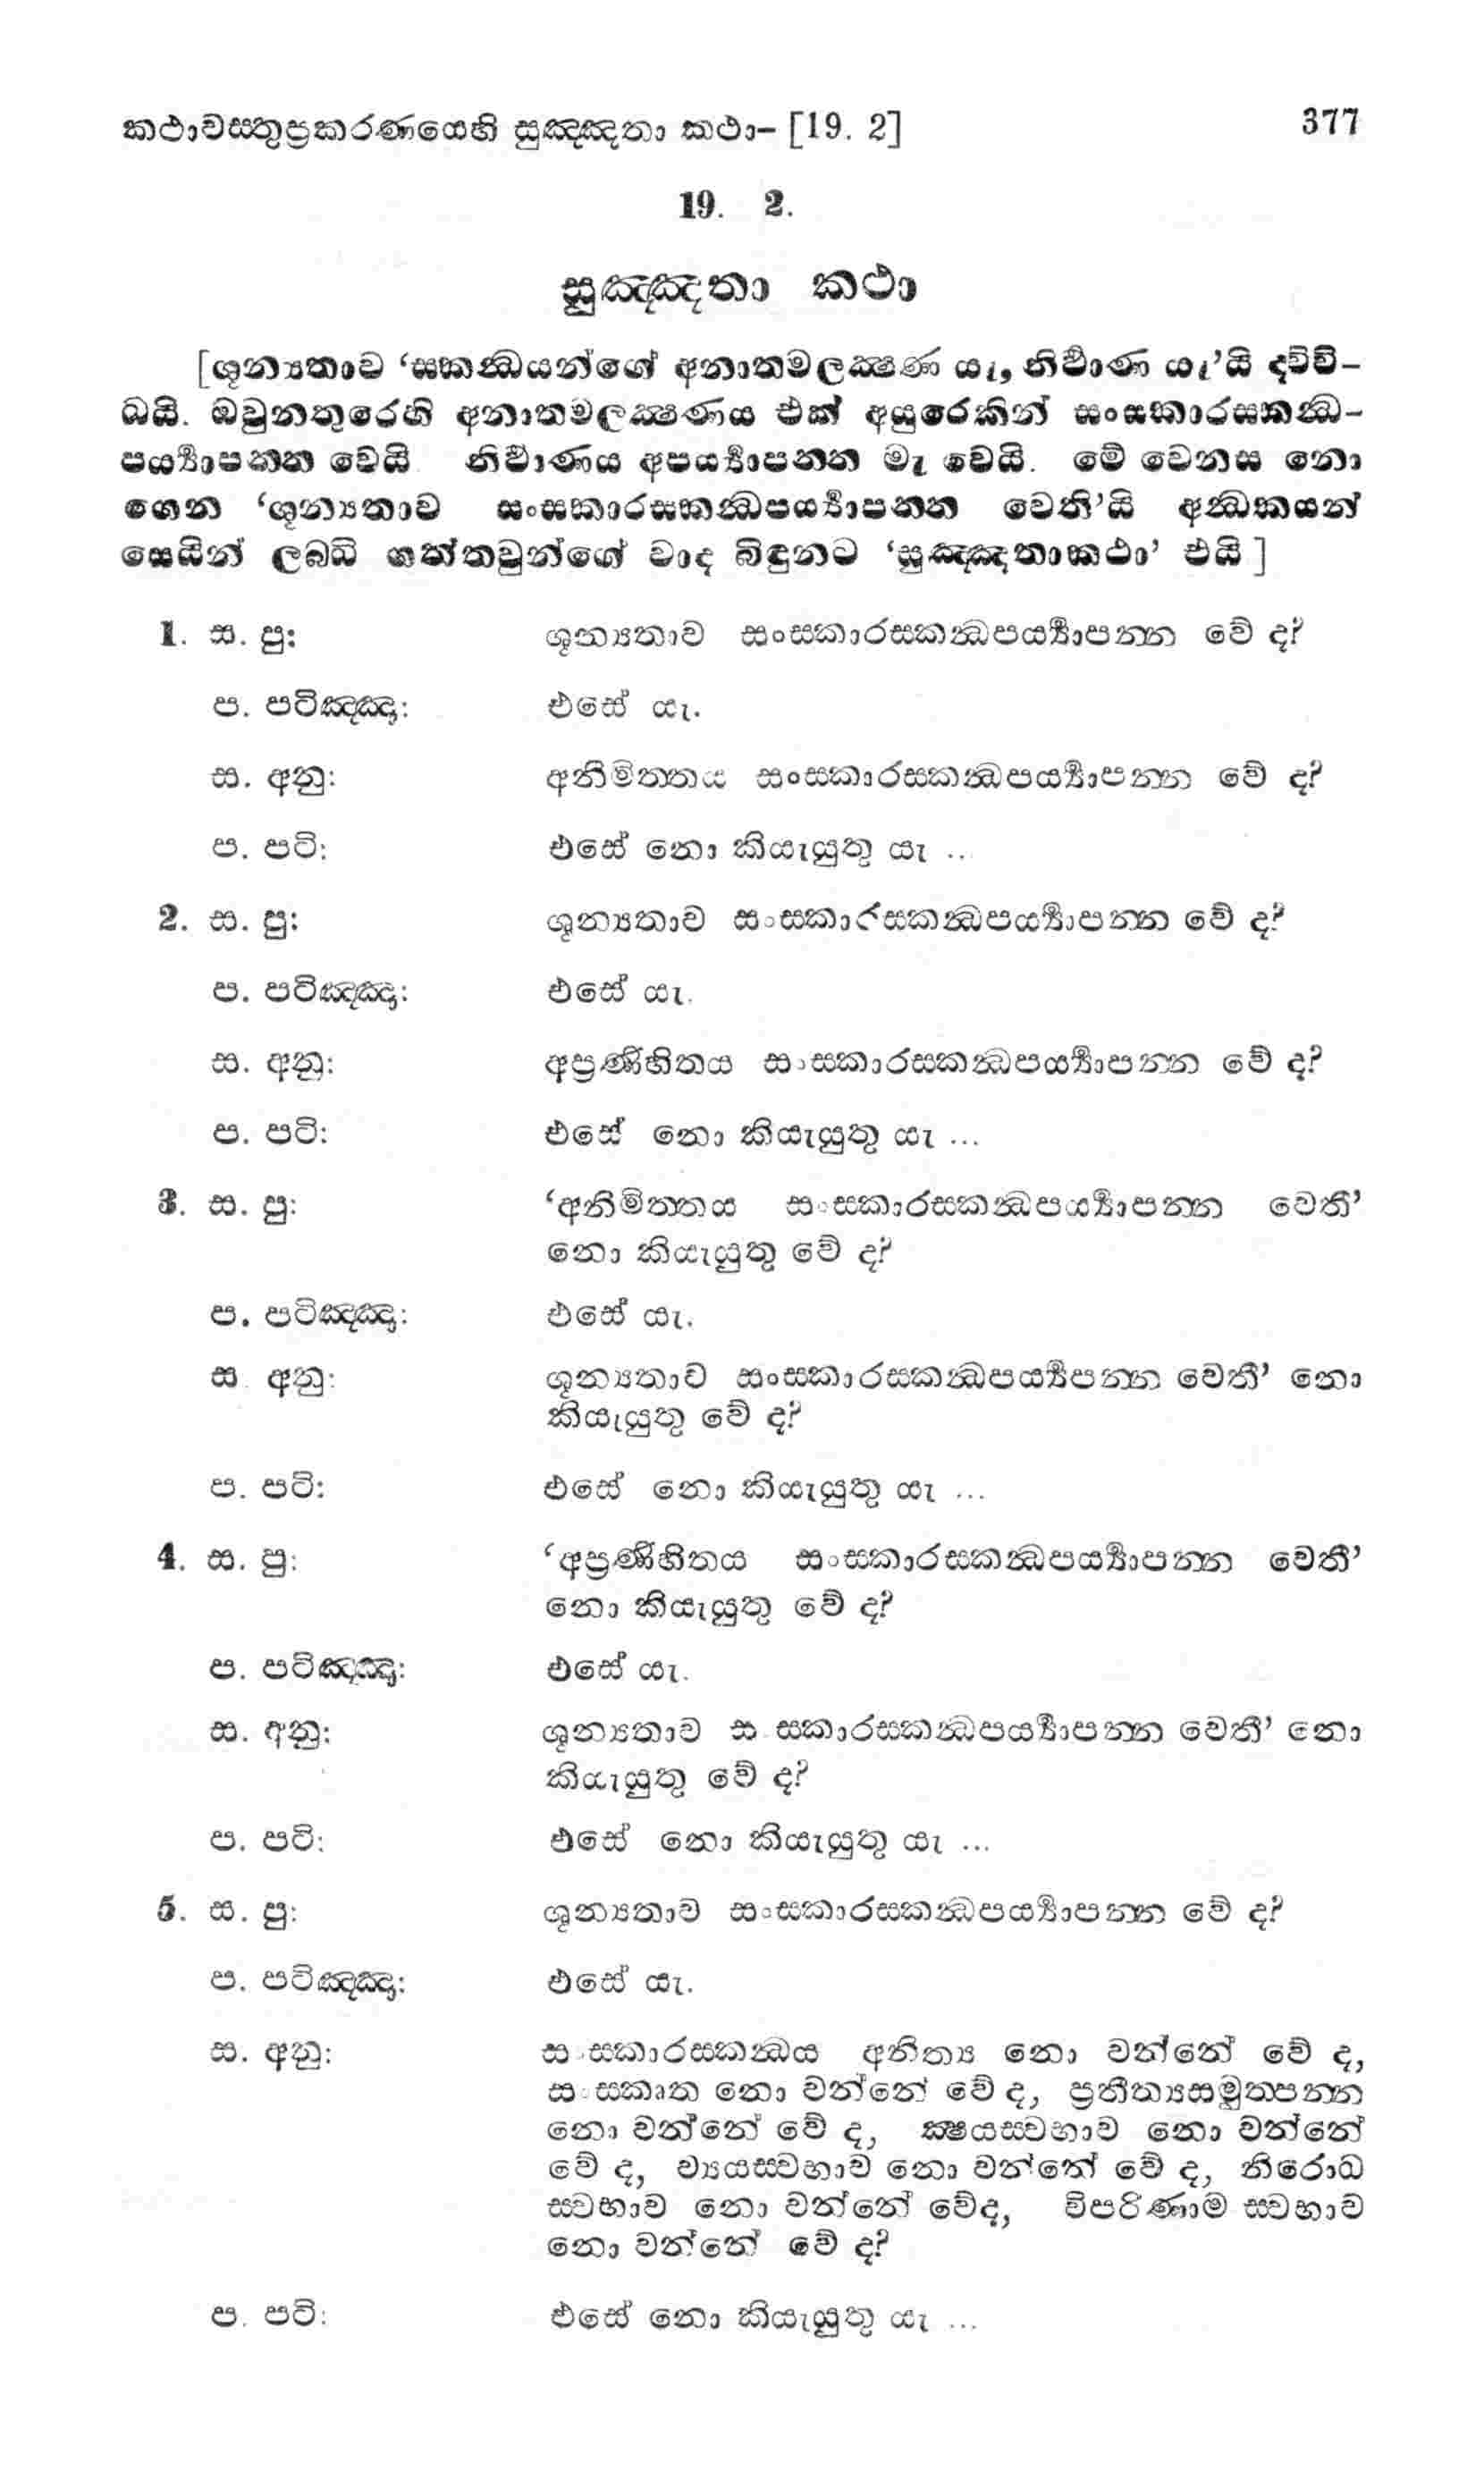 කථාවස්තුප්‍රකරණයෙහි සුඤ්ඤතා කථා– [19. 2] 377
19. 2.
සුඤ්ඤතා කථා
[ශූන්‍යතාව ‘ස්කන්‍ධයන්ගේ අනාත්මලක්‍ෂණ යැ, නිර්‍වාණ යැ’යි දෙවිවි–
ධයි. ඔවුනතුරෙහි අනාත්මලක්‍ෂණය එක් අයුරෙකින් සංස්කාරස්කන්‍ධ–
පර්‍ය්‍යාපන්න වෙයි. නිර්‍වාණය අපර්‍ය්‍යාපන්න මැ වෙයි. මේ වෙනස නො
ගෙන ‘ශූන්‍යතාව සංස්කාරස්කන්‍ධපර්‍ය්‍යාපන්න වෙති’යි අන්‍ධකයන්
සෙයින් ලබ්ධි ගත්තවුන්ගේ වාද බිඳුනට ‘සුඤ්ඤතාකථා’ එයි]
1. ස. පු: ශූන්‍යතාව සංස්කාරස්කන්‍ධපර්‍ය්‍යාපන්න වේ ද?
ප. පටිඤ්ඤ: එසේ යැ.
ස. අනු: අනිමිත්තය සංස්කාරස්කන්‍ධපර්‍ය්‍යාපන්න වේ ද?
ප. පටි: එසේ නො කියැයුතු යැ ...
2. ස. පු: ශූන්‍යතාව සංස්කාරස්කන්‍ධපර්‍ය්‍යාපන්න වේ ද?
ප. පටිඤ්ඤ: එසේ යැ.
ස. අනු: අප්‍රණිහිතය සංස්කාරස්කන්‍ධපර්‍ය්‍යාපන්න වේ ද?
ප. පටි: එසේ නො කියැයුතු යැ ...
3. ස. පු: ‘අනිමිත්තය සංස්කාරස්කන්‍ධපර්‍ය්‍යාපන්න වෙතී’
නො කියැයුතු වේ ද?
ප. පටිඤ්ඤ: එසේ යැ.
ස. අනු: ශූන්‍යතාව සංස්කාරස්කන්‍ධපර්‍ය්‍යපන්න වෙතී’ නො
කියැයුතු වේ ද?
ප. පටි: එසේ නො කියැයුතු යැ ...
4. ස. පු: ‘අප්‍රණිහිතය සංස්කාරස්කන්‍ධපර්‍ය්‍යාපන්න වෙතී’
නො කියැයුතු වේ ද?
ප. පටිඤ්ඤ: එසේ යැ.
ස. අනු: ශූන්‍යතාව සංස්කාරස්කන්‍ධපර්‍ය්‍යාපන්න වෙතී’ නො
කියැයුතු වේ ද?
ප. පටි: එසේ නො කියැයුතු යැ ...
5. ස. පු: ශූන්‍යතාව සංස්කාරස්කන්‍ධපර්‍ය්‍යාපන්න වේ ද?
ප. පටිඤ්ඤ: එසේ යැ.
ස. අනු: සංස්කාරස්කන්‍ධය අනිත්‍ය නො වන්නේ වේ ද,
සංස්කෘත නො වන්නේ වේ ද, ප්‍රතීත්‍යසමුත්පන්න
නො වන්නේ වේ ද, ක්‍ෂයස්වභාව නො වන්නේ
වේ ද, ව්‍යයස්වභාව නො වන්නේ වේ ද, නිරොධ
ස්වභාව නො වන්නේ වේද, විපරිණාම ස්වභාව
නො වන්නේ වේ ද?
ප. පටි: එසේ නො කියැයුතු යැ ...